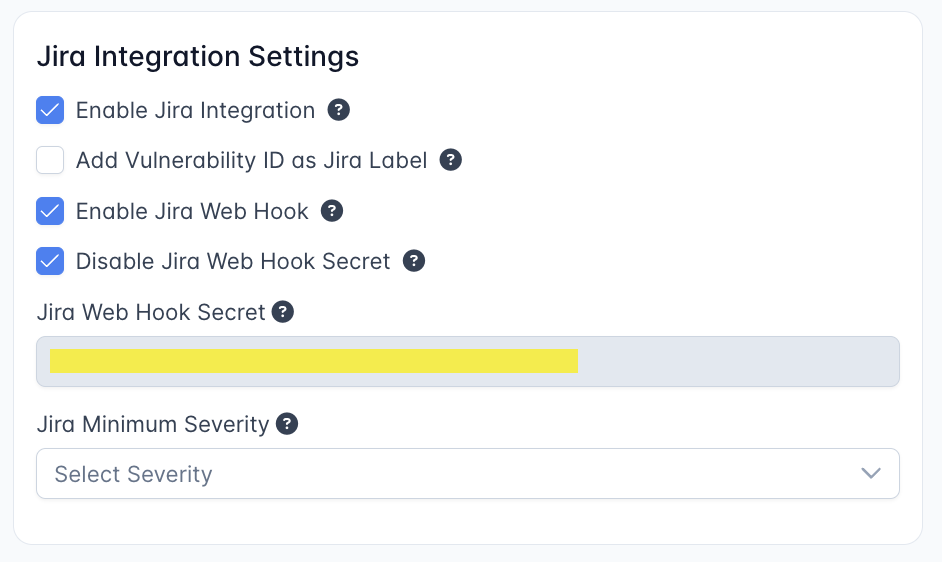 Jira Integration Settings
Enable Jira Integration ?
Add Vulnerability ID as Jira Label ?
Enable Jira Web Hook ?
Disable Jira Web Hook Secret ?
Jira Web Hook Secret ?
Jira Minimum Severity ?
Select Severity